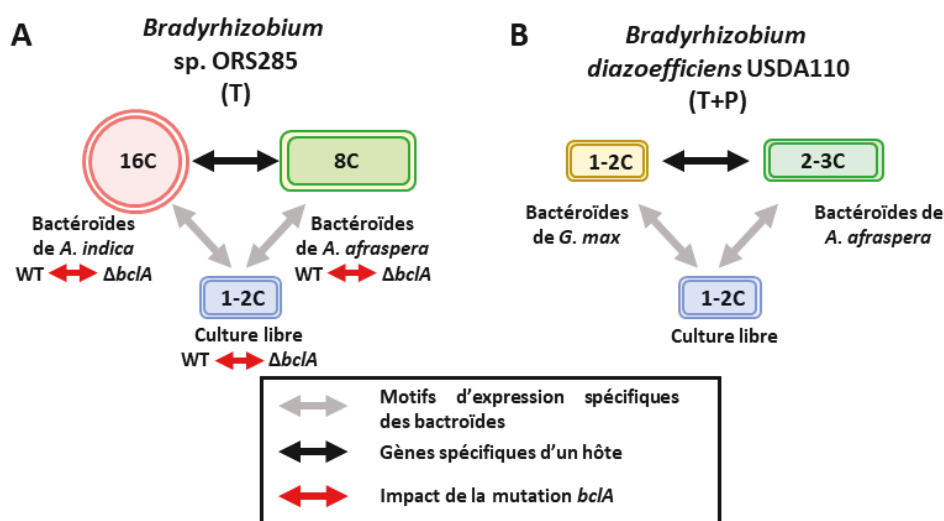 A
Bradyrhizobium
sp. ORS285
(T)
16C
8C
Bactéroïdes
de A. indica
WT ΔbclA
Bactéroïdes
de A. afraspera
WT ΔbclA
1-2C
Culture libre
WT ΔbclA
B
Bradyrhizobium
diazoefficiens USDA110
(T+P)
1-2C
2-3C
Bactéroïdes
de G. max
Bactéroïdes de
A. afraspera
1-2C
Culture libre
Motifs d'expression spécifiques
des bactroïdes
Gènes spécifiques d'un hôte
Impact de la mutation bclA